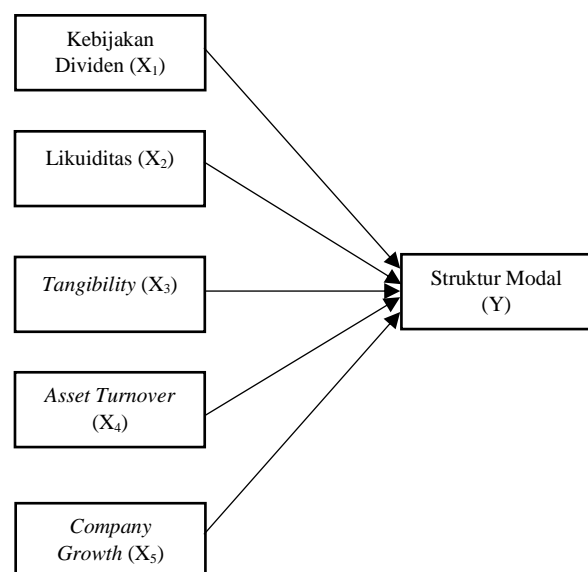 Kebijakan
Dividen (X₁)
Likuiditas (X₂)
Tangibility (X₃)
Struktur Modal
(Y)
Asset Turnover
(X₄)
Company
Growth (X₅)